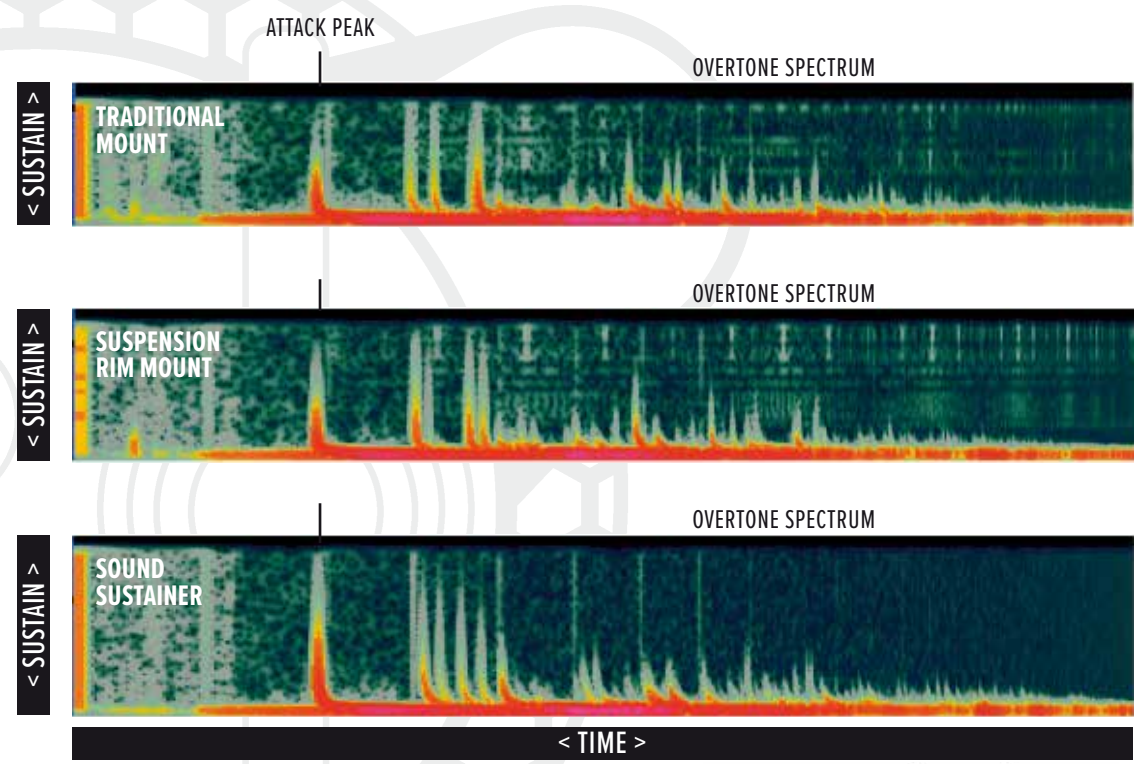 ATTACK PEAK
OVERTONE SPECTRUM
< SUSTAIN >
TRADITIONAL
MOUNT
OVERTONE SPECTRUM
< SUSTAIN >
SUSPENSION
RIM MOUNT
OVERTONE SPECTRUM
< SUSTAIN >
SOUND
SUSTAINER
< TIME >